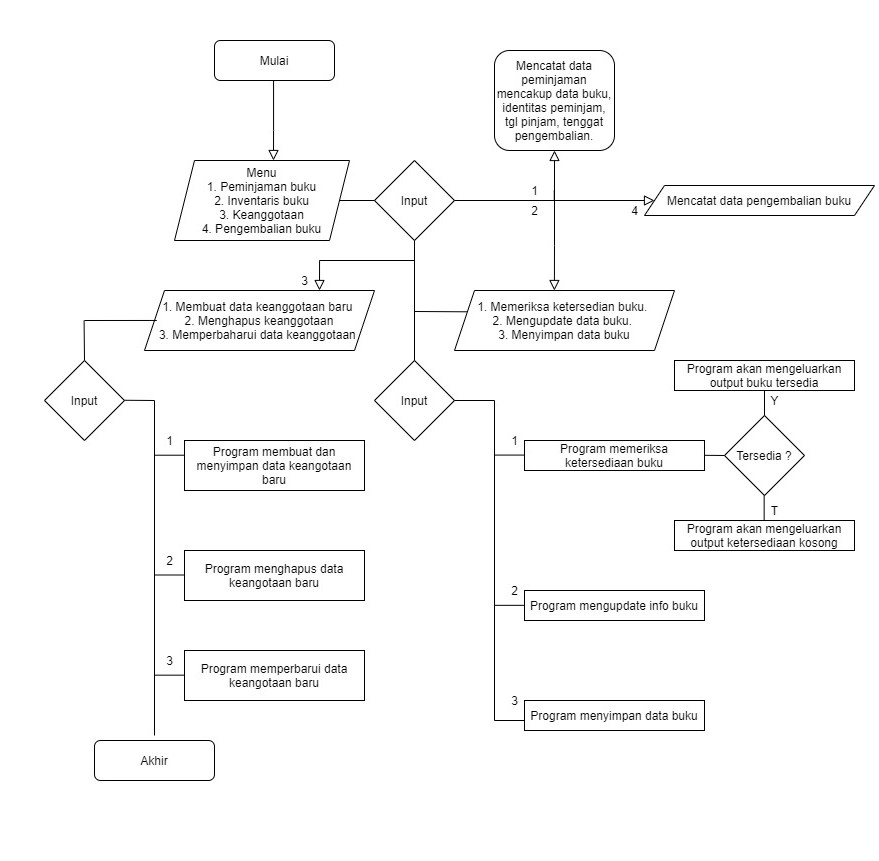 Mulai
Mencatat data
peminjaman
mencakup data buku,
identitas peminjam,
tgl pinjam, tenggat
pengembalian.
Menu
1. Peminjaman buku
2. Inventaris buku
3. Keanggotaan
4. Pengembalian buku
Input
1
2
4
Mencatat data pengembalian buku
3
1. Membuat data keanggotaan baru
2. Menghapus keanggotaan
3. Memperbaharui data keanggotaan
1. Memeriksa ketersedian buku.
2. Mengupdate data buku.
3. Menyimpan data buku
Input
1
Program membuat dan
menyimpan data keangotaan
baru
2
Program menghapus data
keangotaan baru
3
Program memperbarui data
keangotaan baru
Akhir
Input
1
Program memeriksa
ketersediaan buku
Tersedia ?
Y
Program akan mengeluarkan
output buku tersedia
T
Program akan mengeluarkan
output ketersediaan kosong
2
Program mengupdate info buku
3
Program menyimpan data buku